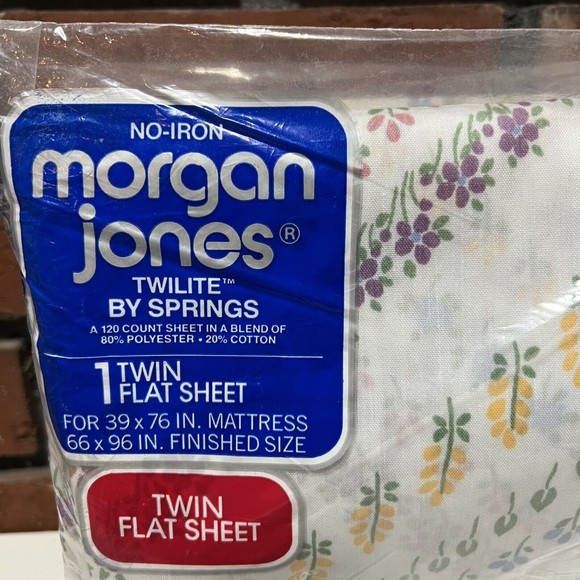 NO-IRON
morgan
jones®
TWILITE™
BY SPRINGS
A 120 COUNT SHEET IN A BLEND OF
80% POLYESTER • 20% COTTON
1 TWIN
FLAT SHEET
FOR 39 x 76 IN. MATTRESS
66 x 96 IN. FINISHED SIZE
TWIN
FLAT SHEET